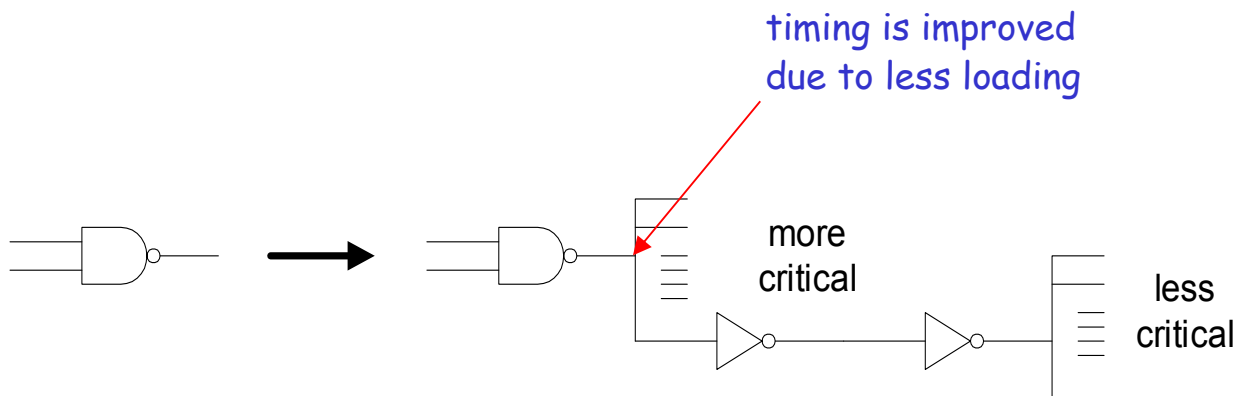 timing is improved
due to less loading
more
critical
less
critical